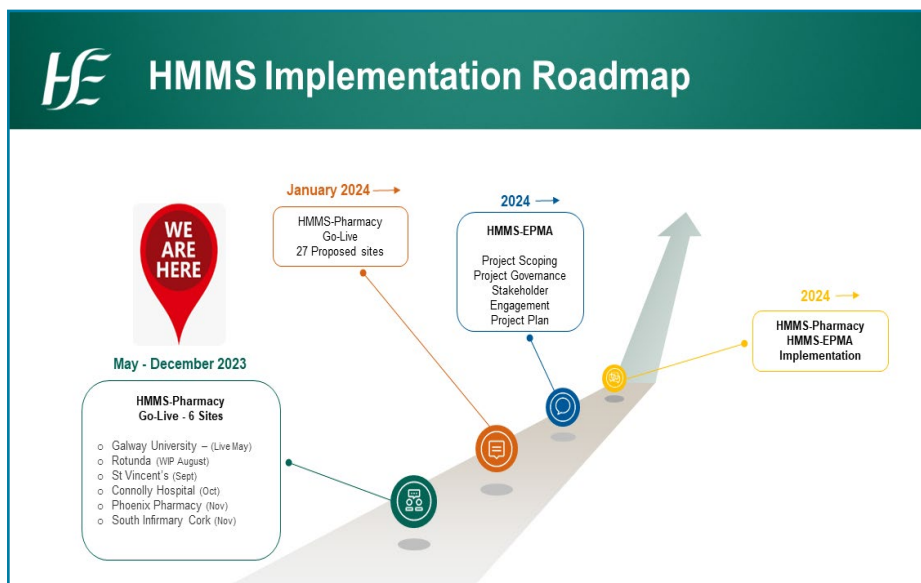 HSE
HMMS Implementation Roadmap
WE
ARE
HERE
May - December 2023
HMMS-Pharmacy
Go-Live - 6 Sites
o Galway University – (Live May)
o Rotunda (WIP August)
o St Vincent's (Sept)
o Connolly Hospital (Oct)
o Phoenix Pharmacy (Nov)
o South Infirmary Cork (Nov)
January 2024
HMMS-Pharmacy
Go-Live
27 Proposed sites
2024
HMMS-EPMA
Project Scoping
Project Governance
Stakeholder
Engagement
Project Plan
2024
HMMS-Pharmacy
HMMS-EPMA
Implementation